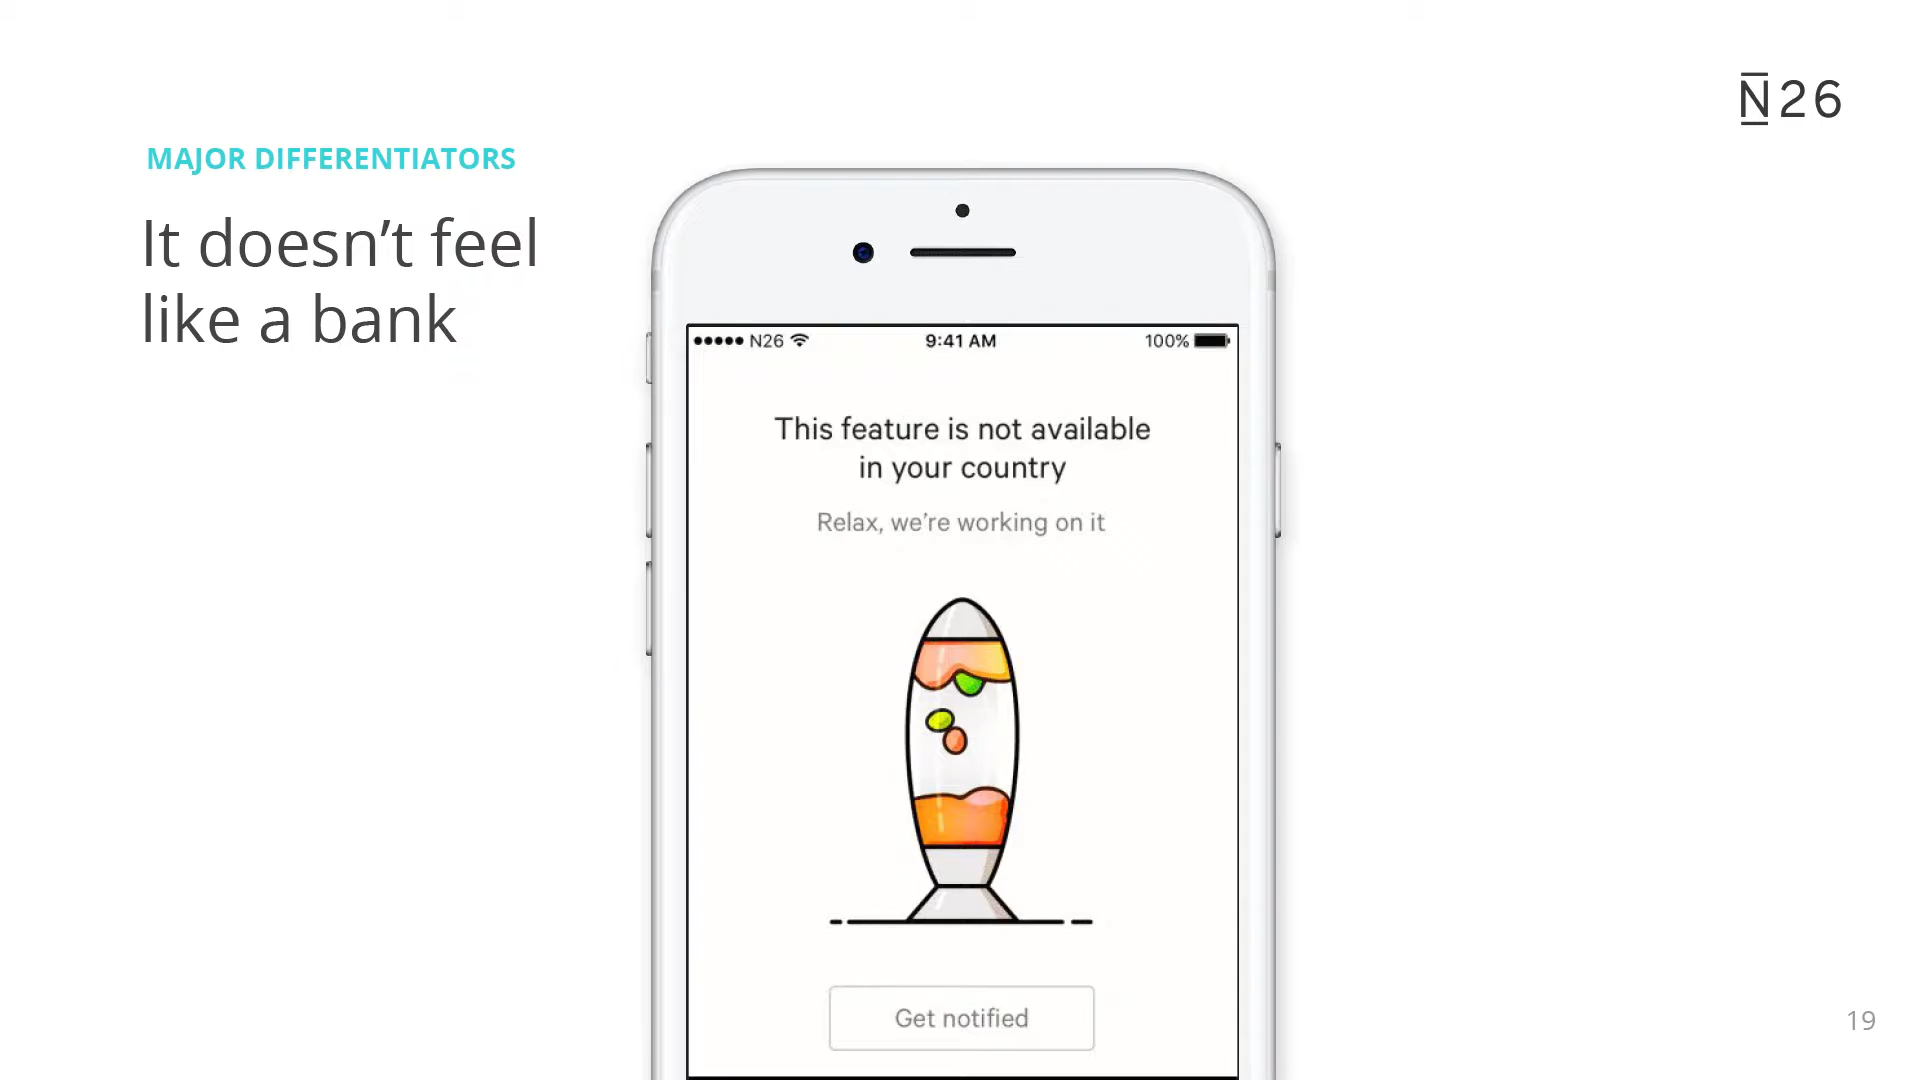 N26
MAJOR DIFFERENTIATORS
It doesn’t feel
like a bank
N26 9:41 AM 100%
This feature is not available
in your country
Relax, we’re working on it
Get notified
19